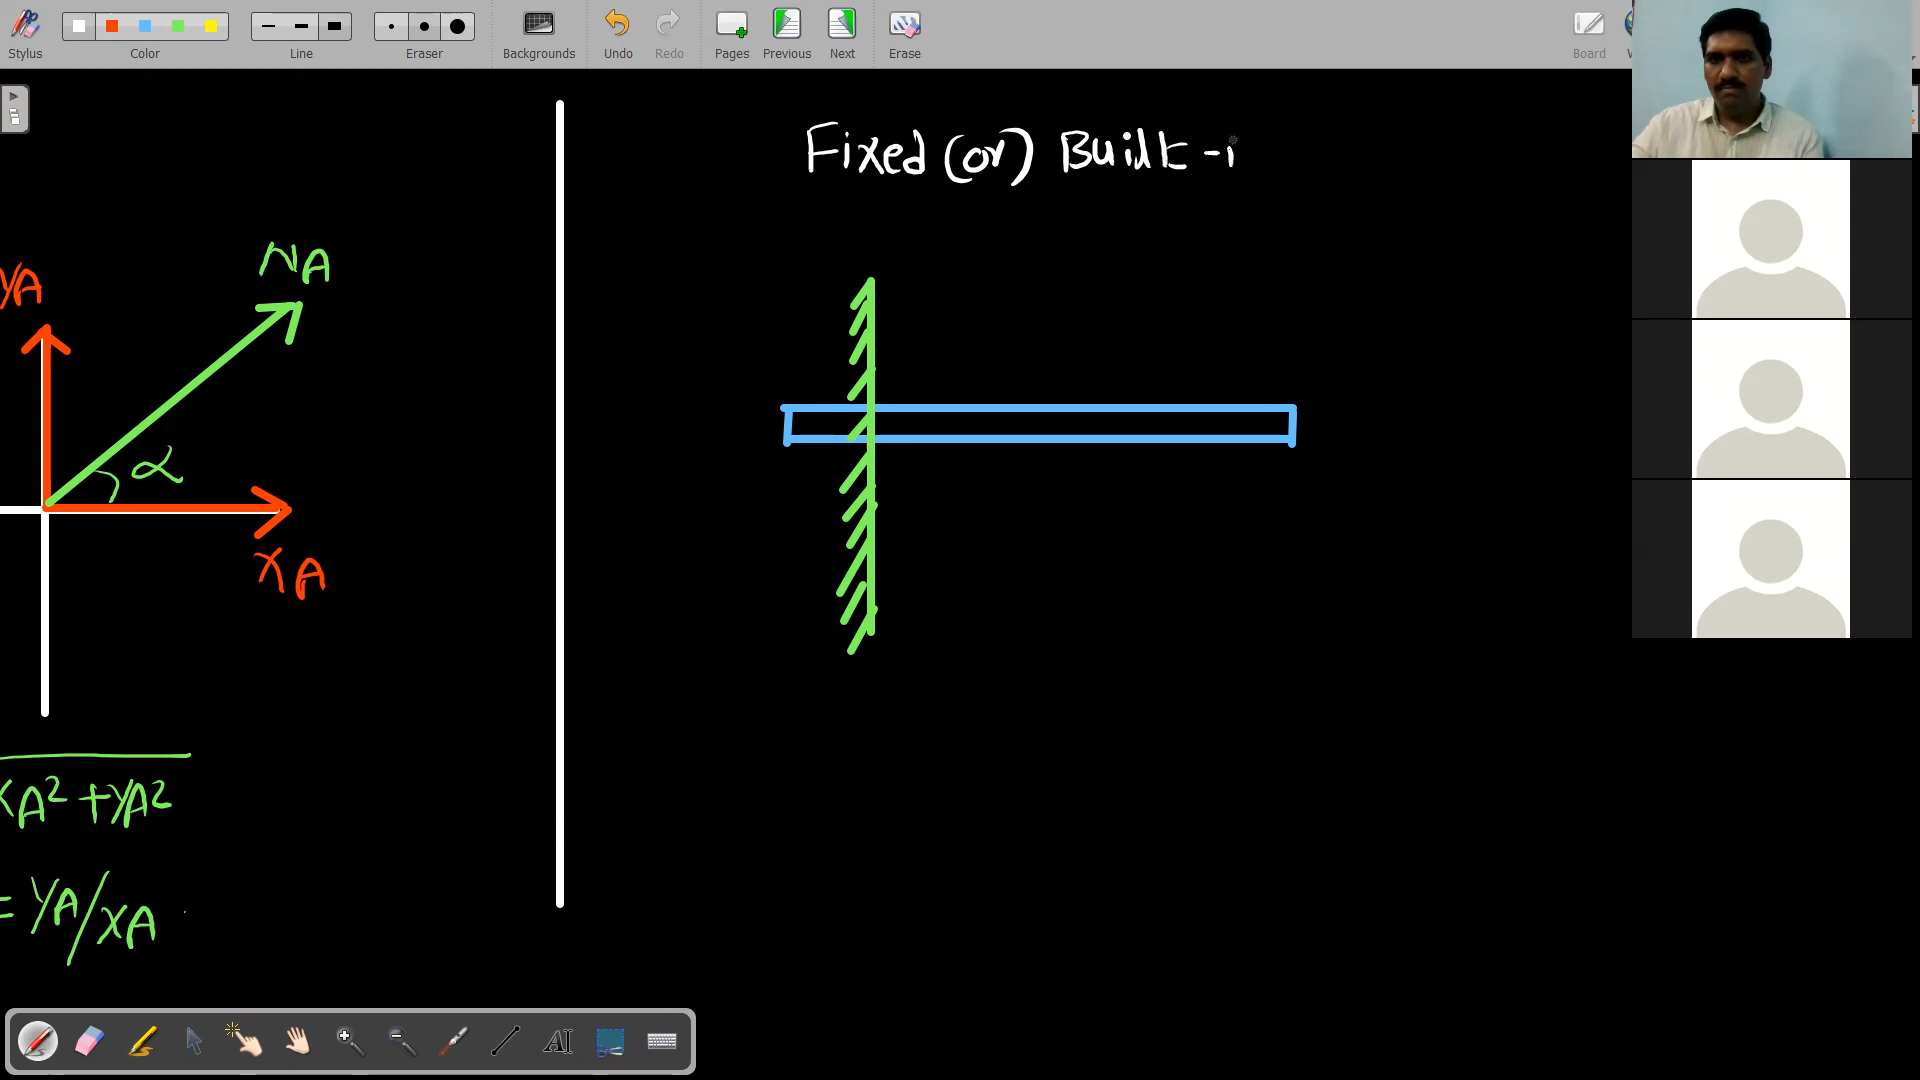 Stylus Color Line Eraser Backgrounds Undo Redo Pages Previous Next Erase Board
Fixed (or) Built -i
YA
NA
α
XA
XA² + YA²
= YA/XA
AI